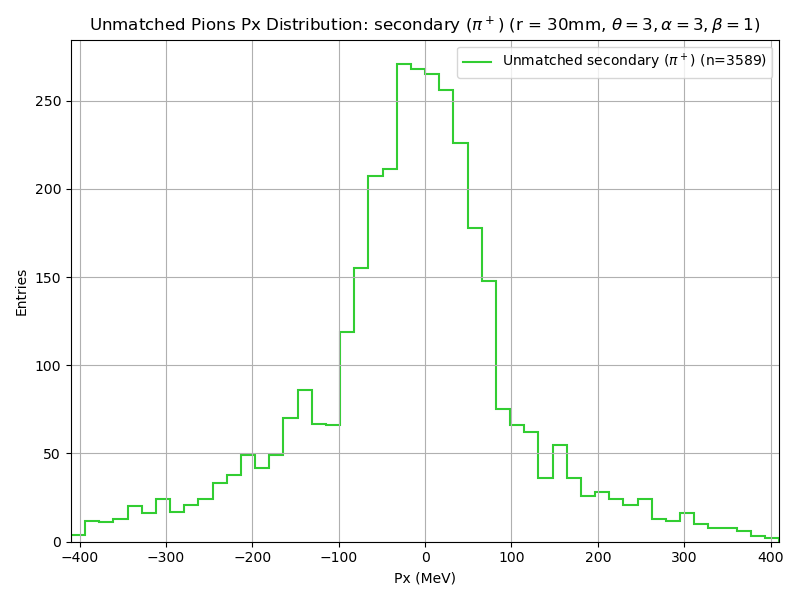 Unmatched Pions Px Distribution: secondary (π⁺) (r = 30mm, θ = 3, α = 3, β = 1)
Unmatched secondary (π⁺) (n=3589)
250
200
150
100
50
0
Entries
−400 −300 −200 −100 0 100 200 300 400
Px (MeV)